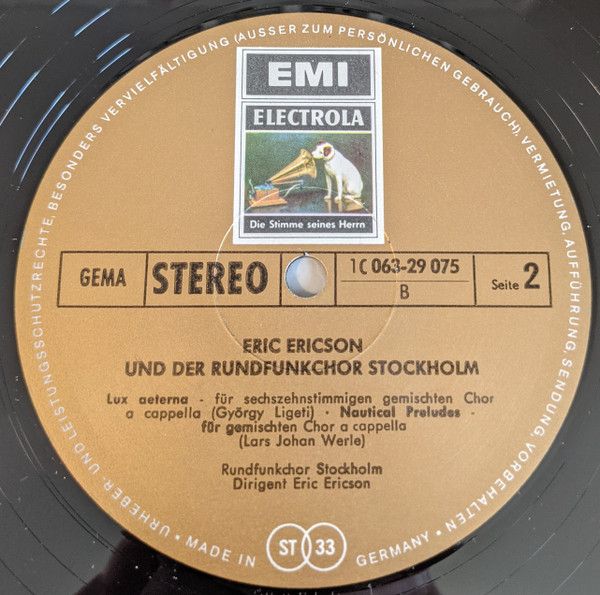 EMI
ELECTROLA
Die Stimme seines Herrn
GEMA
STEREO
1C 063-29 075
B
Seite 2
ERIC ERICSON
UND DER RUNDFUNKCHOR STOCKHOLM
Lux aeterna - für sechszehnstimmigen gemischten Chor
a cappella (György Ligeti) · Nautical Preludes -
für gemischten Chor a cappella
(Lars Johan Werle)
Rundfunkchor Stockholm
Dirigent Eric Ericson
URHEBER- UND LEISTUNGSSCHUTZRECHTE, BESONDERS VERVIELFÄLTIGUNG (AUSSER ZUM PERSÖNLICHEN GEBRAUCH), VERMIETUNG, AUFFÜHRUNG, SENDUNG, VORBEHALTEN
· MADE IN GERMANY ·
ST 33